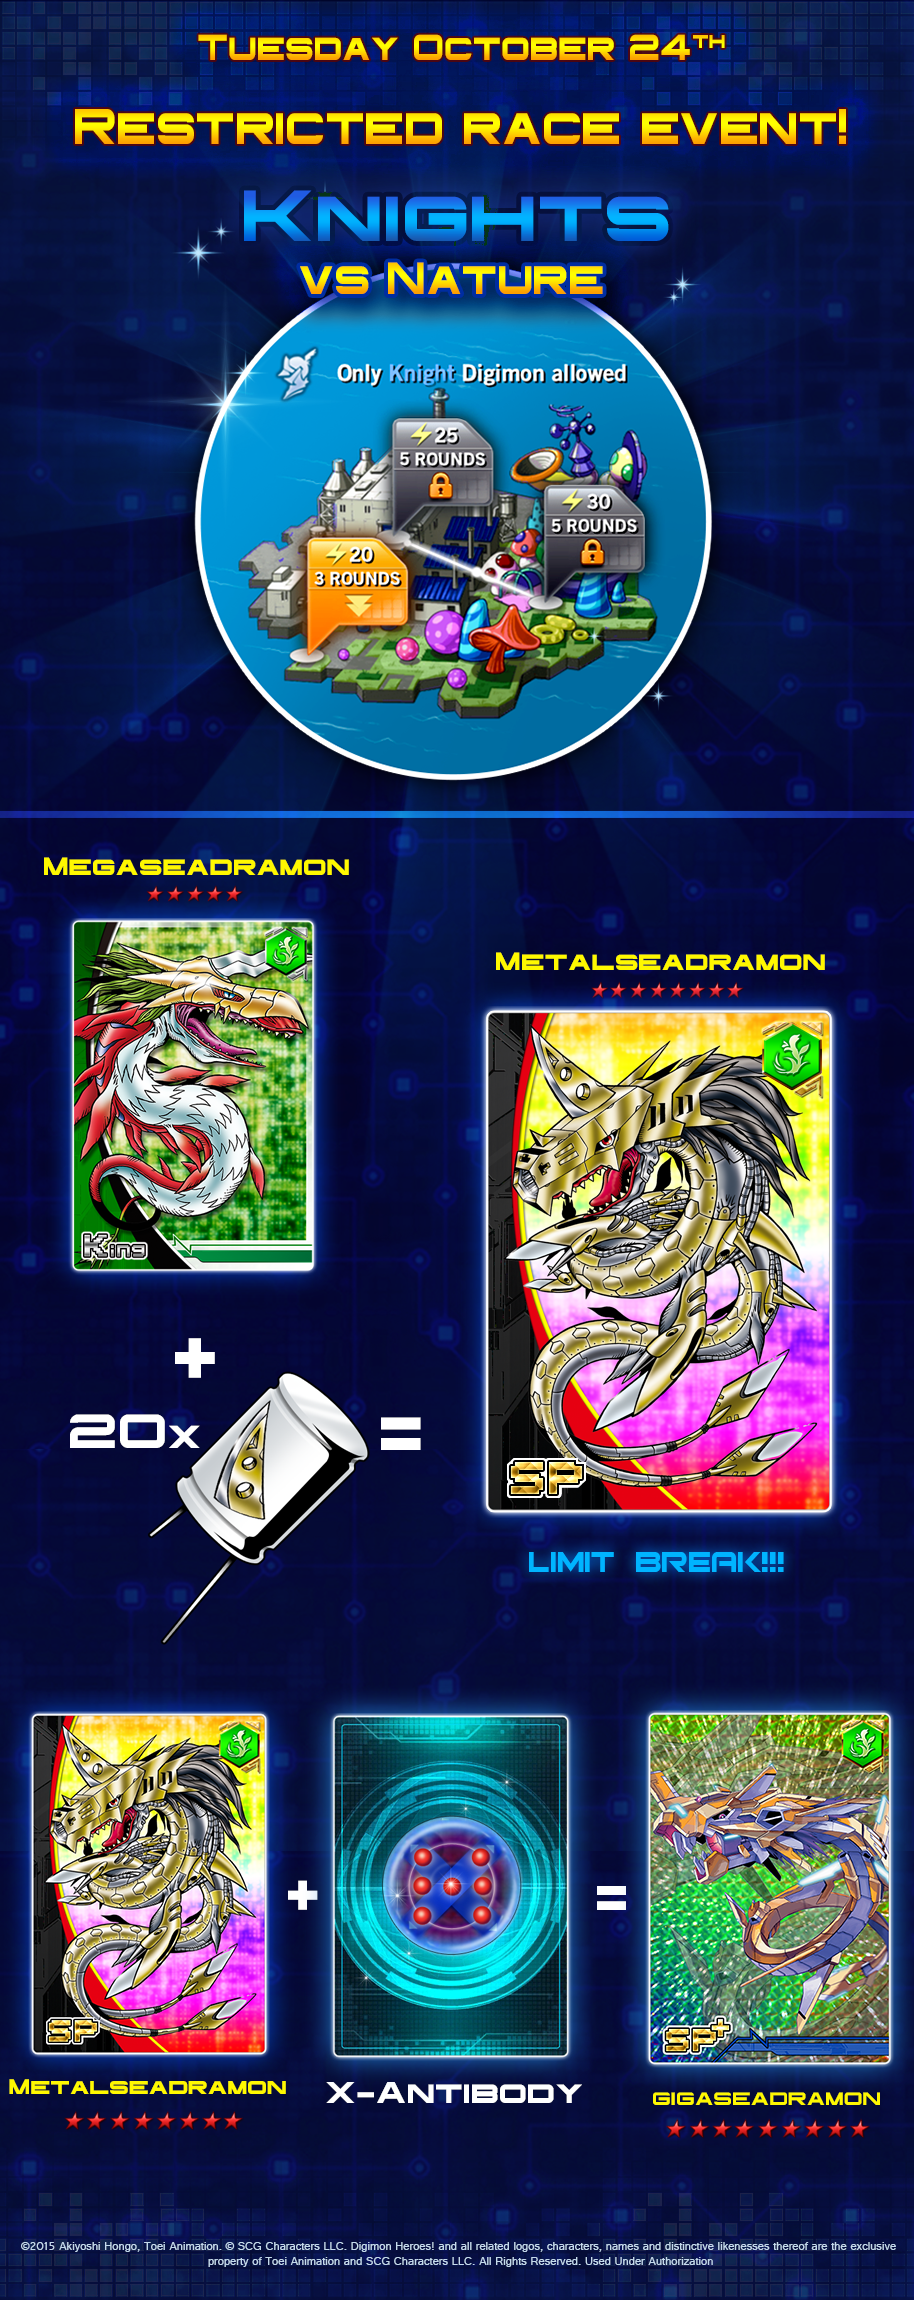 Tuesday October 24TH
Restricted race event!
Knights
vs Nature
Only Knight Digimon allowed
25
5 ROUNDS
30
5 ROUNDS
20
3 ROUNDS
Megaseadramon
Metalseadramon
King
+
20x
=
SP
LIMIT BREAK!!!
+
=
SP
SP+
Metalseadramon
X-Antibody
gigaseadramon
©2015 Akiyoshi Hongo, Toei Animation. © SCG Characters LLC. Digimon Heroes! and all related logos, characters, names and distinctive likenesses thereof are the exclusive
property of Toei Animation and SCG Characters LLC. All Rights Reserved. Used Under Authorization